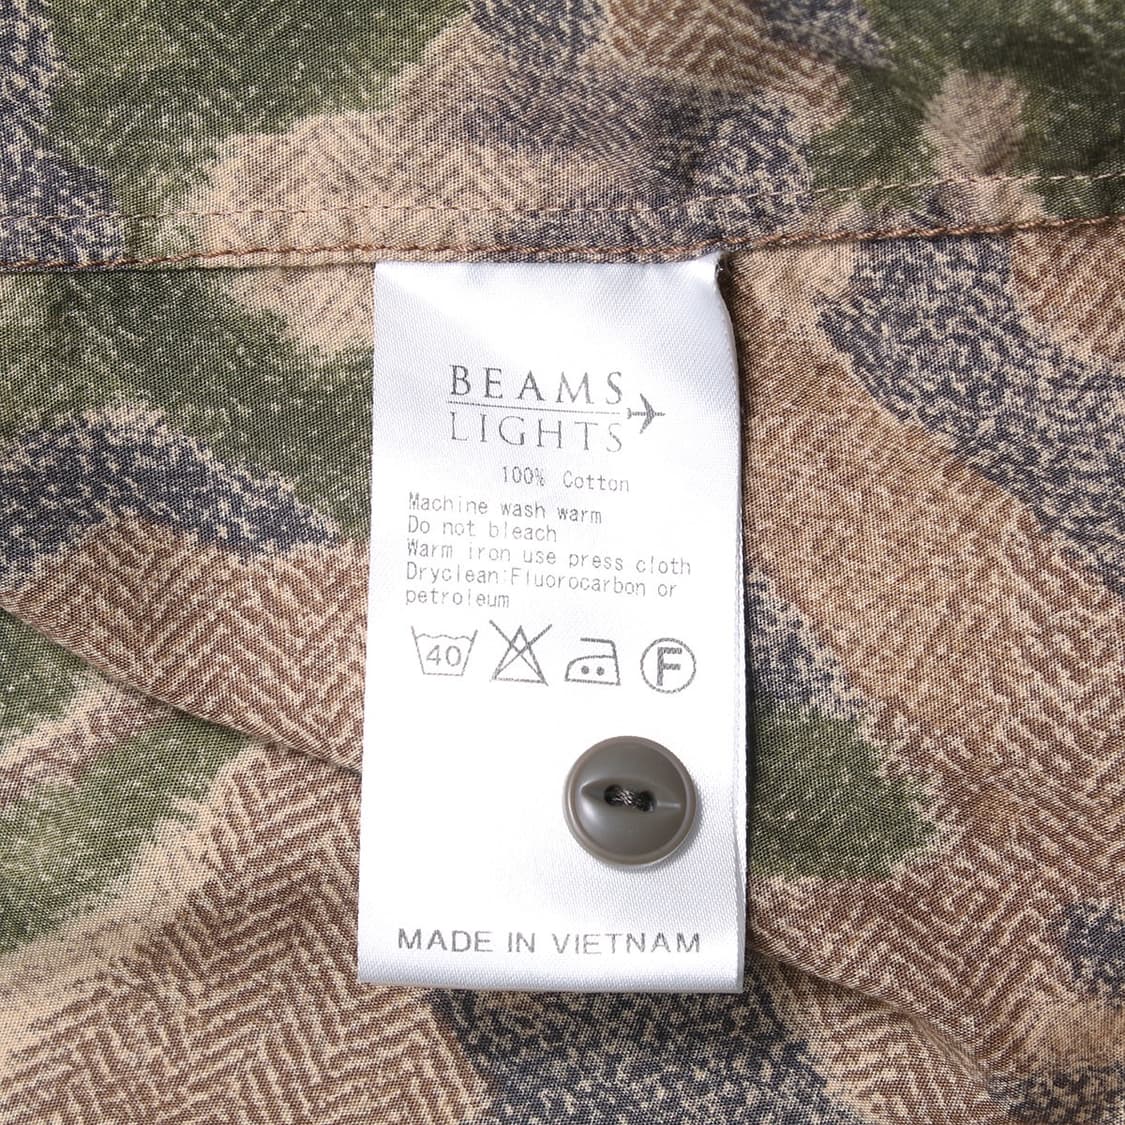 BEAMS
LIGHTS
100% Cotton
Machine wash warm
Do not bleach
Warm iron use press cloth
Dryclean:Fluorocarbon or
petroleum
40
F
MADE IN VIETNAM